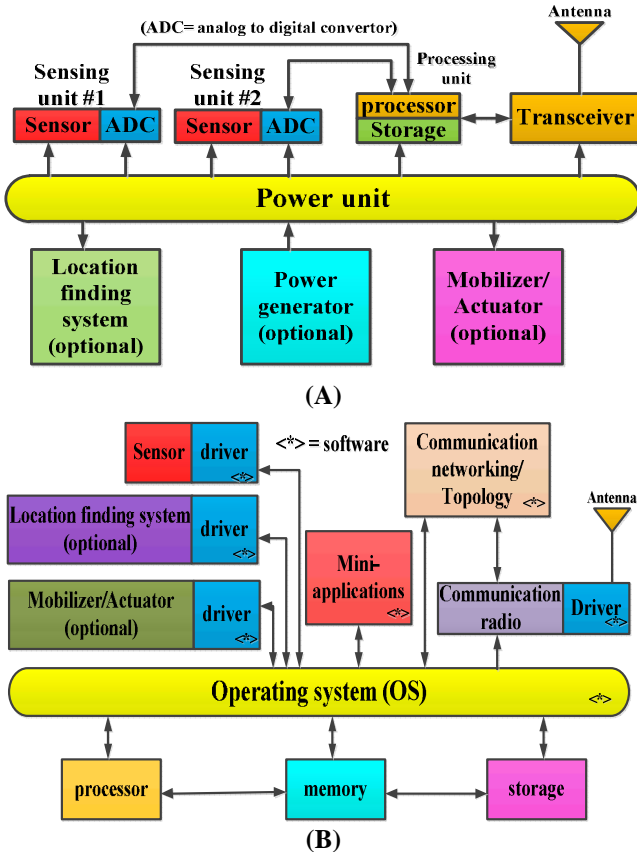 (ADC= analog to digital convertor)
Antenna
Sensing
unit #1
Sensing
unit #2
Processing
unit
Sensor
ADC
Sensor
ADC
processor
Storage
Transceiver
Power unit
Location
finding
system
(optional)
Power
generator
(optional)
Mobilizer/
Actuator
(optional)
(A)
Sensor
driver
<*>
<*> = software
Communication
networking/
Topology
<*>
Antenna
Location finding system
(optional)
driver
<*>
Mini-
applications
<*>
Mobilizer/Actuator
(optional)
driver
<*>
Communication
radio
Driver
<*>
Operating system (OS)
<*>
processor
memory
storage
(B)